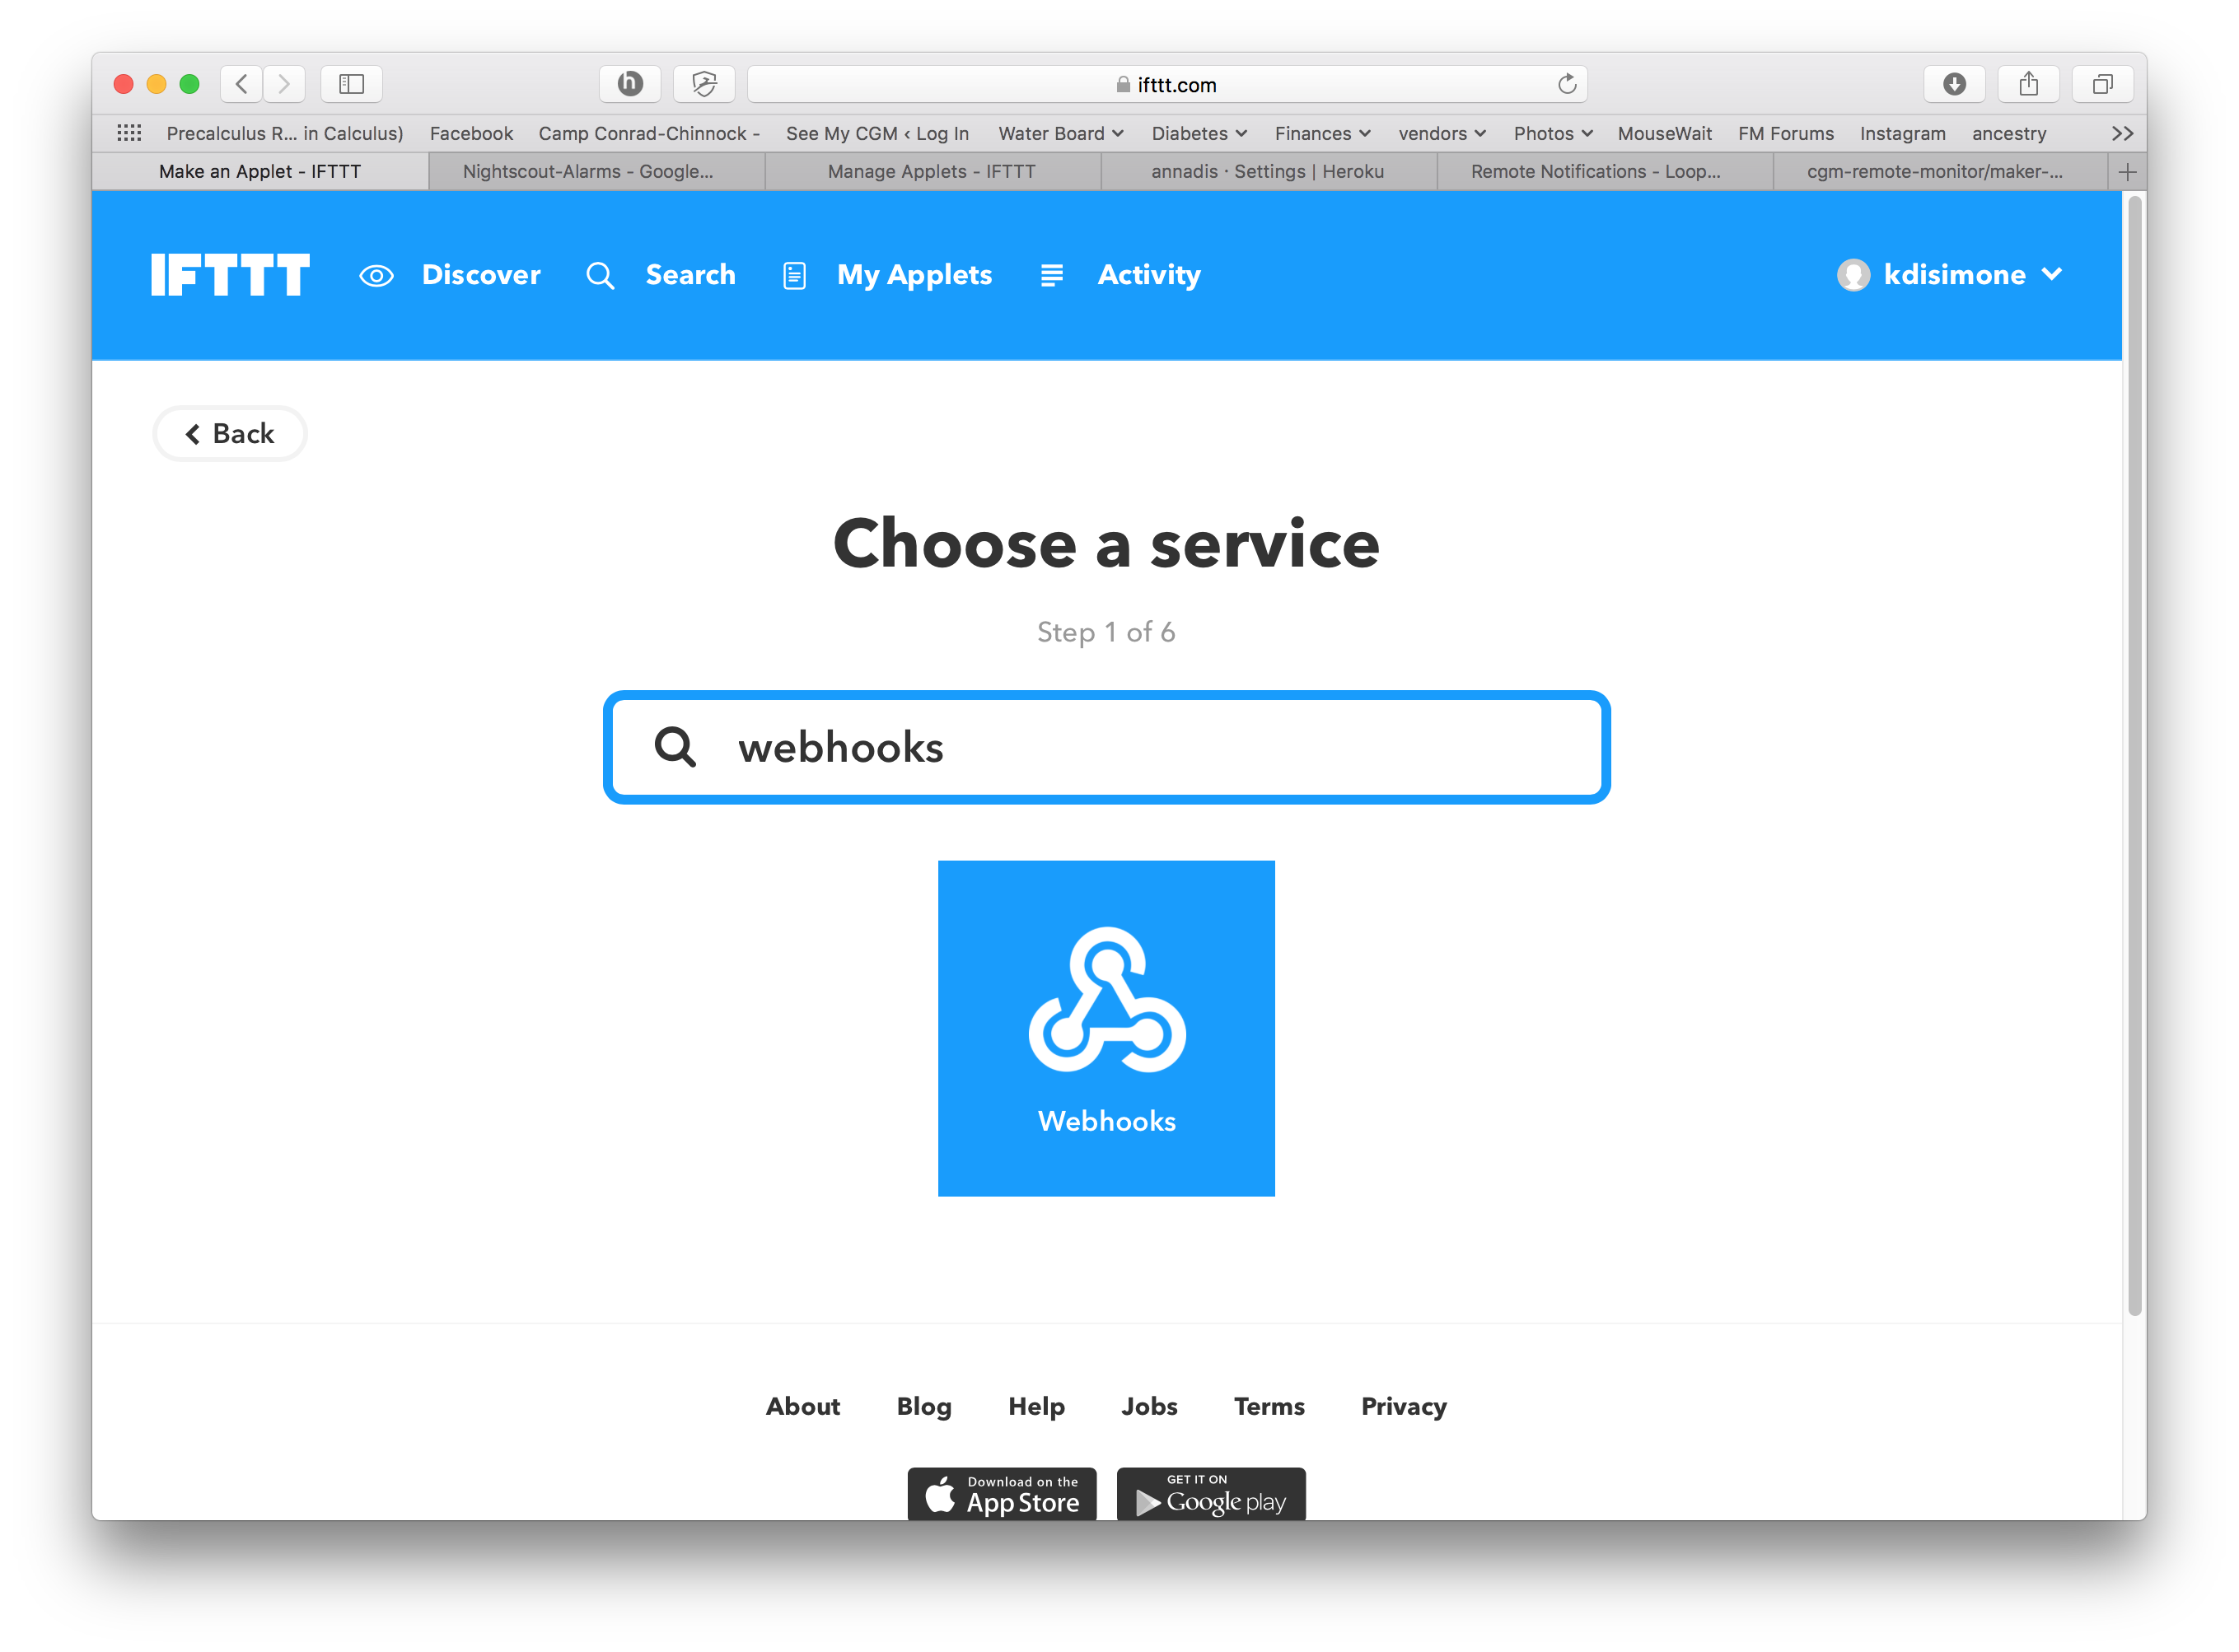 ifttt.com
Precalculus R... in Calculus) Facebook Camp Conrad-Chinnock - See My CGM ‹ Log In Water Board Diabetes Finances vendors Photos MouseWait FM Forums Instagram ancestry
Make an Applet - IFTTT Nightscout-Alarms - Google... Manage Applets - IFTTT annadis · Settings | Heroku Remote Notifications - Loop... cgm-remote-monitor/maker-...
IFTTT Discover Search My Applets Activity kdisimone
Back
Choose a service
Step 1 of 6
webhooks
Webhooks
About Blog Help Jobs Terms Privacy
Download on the
App Store
GET IT ON
Google play